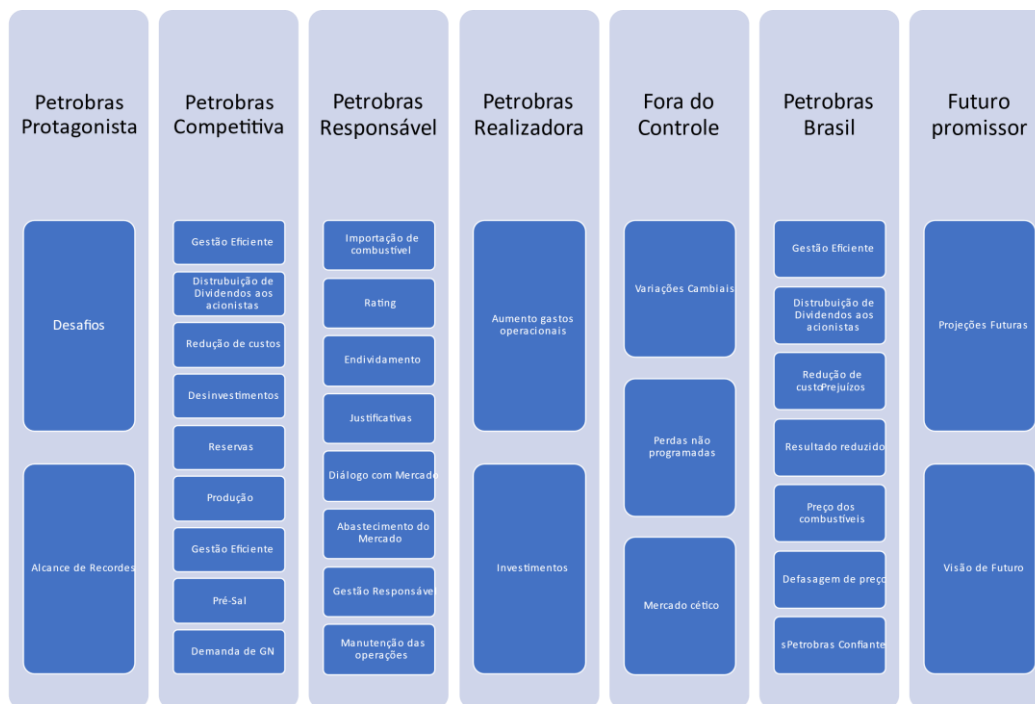 Petrobras
Protagonista
Desafios
Alcance de Recordes
Petrobras
Competitiva
Gestão Eficiente
Distrubuição de
Dividendos aos
acionistas
Redução de custos
Desinvestimentos
Reservas
Produção
Gestão Eficiente
Pré-Sal
Demanda de GN
Petrobras
Responsável
Importação de
combustível
Rating
Endividamento
Justificativas
Diálogo com Mercado
Abastecimento do
Mercado
Gestão Responsável
Manutenção das
operações
Petrobras
Realizadora
Aumento gastos
operacionais
Investimentos
Fora do
Controle
Variações Cambiais
Perdas não
programadas
Mercado cético
Petrobras
Brasil
Gestão Eficiente
Distrubuição de
Dividendos aos
acionistas
Redução de
custoPrejuízos
Resultado reduzido
Preço dos
combustíveis
Defasagem de preço
sPetrobras Confiante
Futuro
promissor
Projeções Futuras
Visão de Futuro